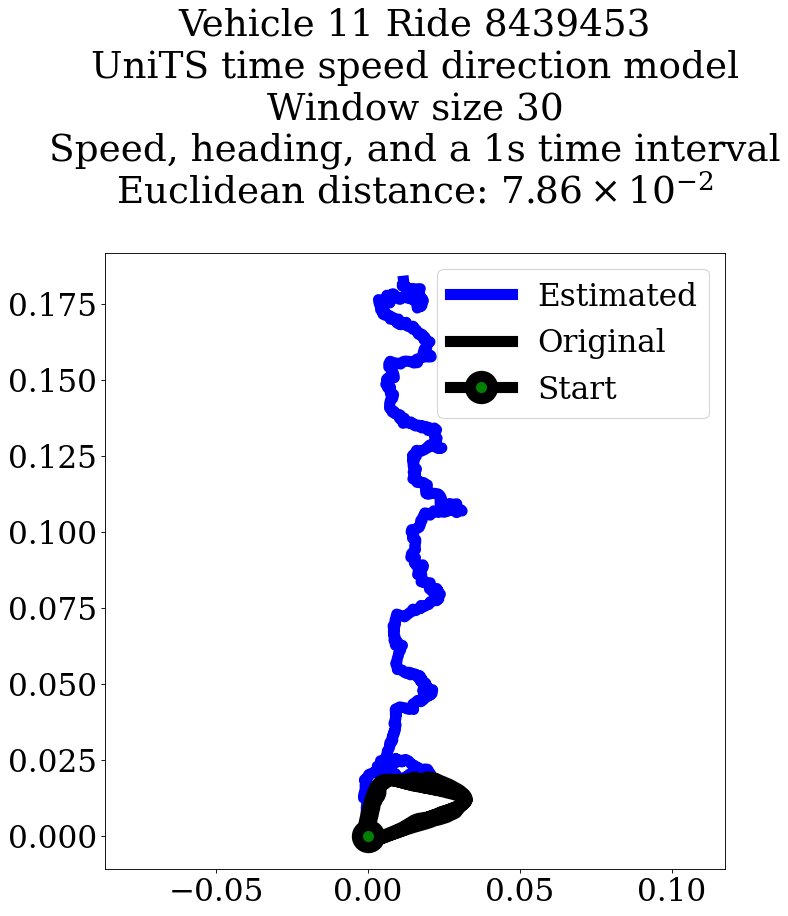 Vehicle 11 Ride 8439453
UniTS time speed direction model
Window size 30
Speed, heading, and a 1s time interval
Euclidean distance: 7.86 × 10⁻²
Estimated
Original
Start
0.175
0.150
0.125
0.100
0.075
0.050
0.025
0.000
−0.05 0.00 0.05 0.10